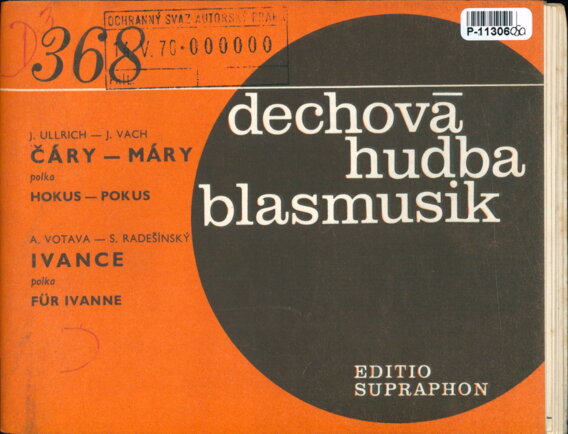 368
OCHRANNÝ SVAZ AUTORSKÝ PRAHA
V. 70 - 000000
P-11306
J. ULLRICH — J. VACH
ČÁRY — MÁRY
polka
HOKUS — POKUS
A. VOTAVA — S. RADEŠÍNSKÝ
IVANCE
polka
FÜR IVANNE
dechová
hudba
blasmusik
EDITIO
SUPRAPHON